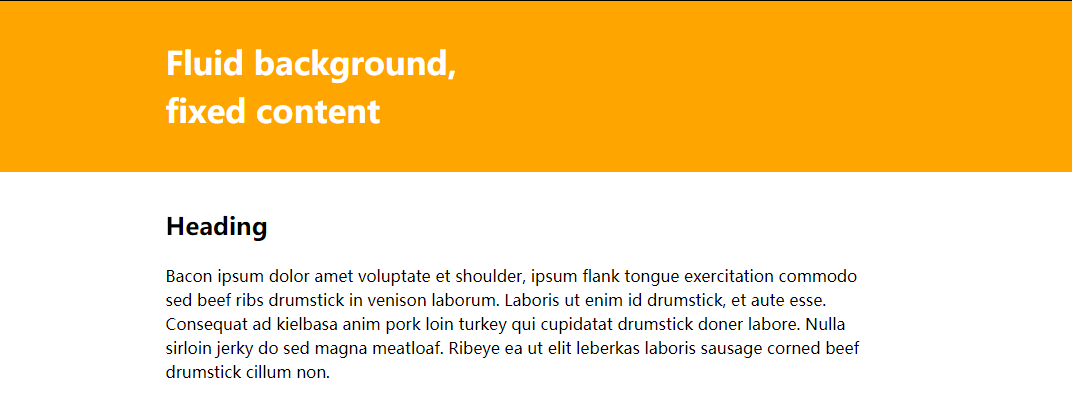 Fluid background,
fixed content
Heading
Bacon ipsum dolor amet voluptate et shoulder, ipsum flank tongue exercitation commodo
sed beef ribs drumstick in venison laborum. Laboris ut enim id drumstick, et aute esse.
Consequat ad kielbasa anim pork loin turkey qui cupidatat drumstick doner labore. Nulla
sirloin jerky do sed magna meatloaf. Ribeye ea ut elit leberkas laboris sausage corned beef
drumstick cillum non.